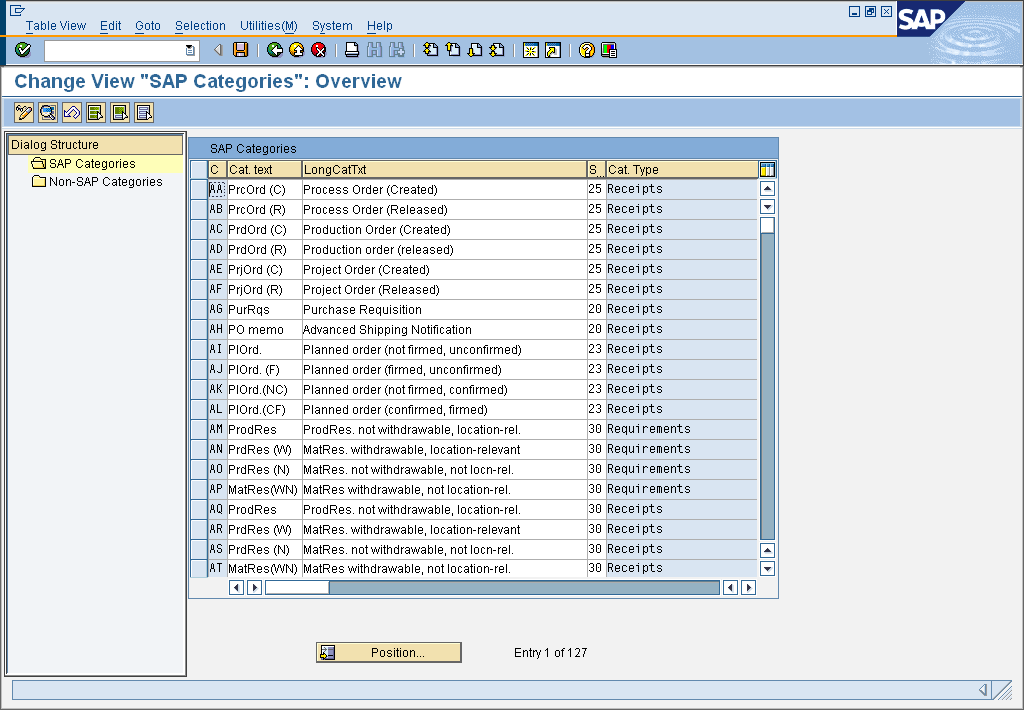 Table View Edit Goto Selection Utilities(M) System Help
SAP
Change View "SAP Categories": Overview
Dialog Structure
SAP Categories
Non-SAP Categories
SAP Categories
C Cat. text LongCatTxt S.. Cat. Type
AA PrcOrd (C) Process Order (Created) 25 Receipts
AB PrcOrd (R) Process Order (Released) 25 Receipts
AC PrdOrd (C) Production Order (Created) 25 Receipts
AD PrdOrd (R) Production order (released) 25 Receipts
AE PrjOrd (C) Project Order (Created) 25 Receipts
AF PrjOrd (R) Project Order (Released) 25 Receipts
AG PurRqs Purchase Requisition 20 Receipts
AH PO memo Advanced Shipping Notification 20 Receipts
AI PlOrd. Planned order (not firmed, unconfirmed) 23 Receipts
AJ PlOrd. (F) Planned order (firmed, unconfirmed) 23 Receipts
AK PlOrd.(NC) Planned order (not firmed, confirmed) 23 Receipts
AL PlOrd.(CF) Planned order (confirmed, firmed) 23 Receipts
AM ProdRes ProdRes. not withdrawable, location-rel. 30 Requirements
AN PrdRes (W) MatRes. withdrawable, location-relevant 30 Requirements
AO PrdRes (N) MatRes. not withdrawable, not locn-rel. 30 Requirements
AP MatRes(WN) MatRes withdrawable, not location-rel. 30 Requirements
AQ ProdRes ProdRes. not withdrawable, location-rel. 30 Receipts
AR PrdRes (W) MatRes. withdrawable, location-relevant 30 Receipts
AS PrdRes (N) MatRes. not withdrawable, not locn-rel. 30 Receipts
AT MatRes(WN) MatRes withdrawable, not location-rel. 30 Receipts
Position... Entry 1 of 127